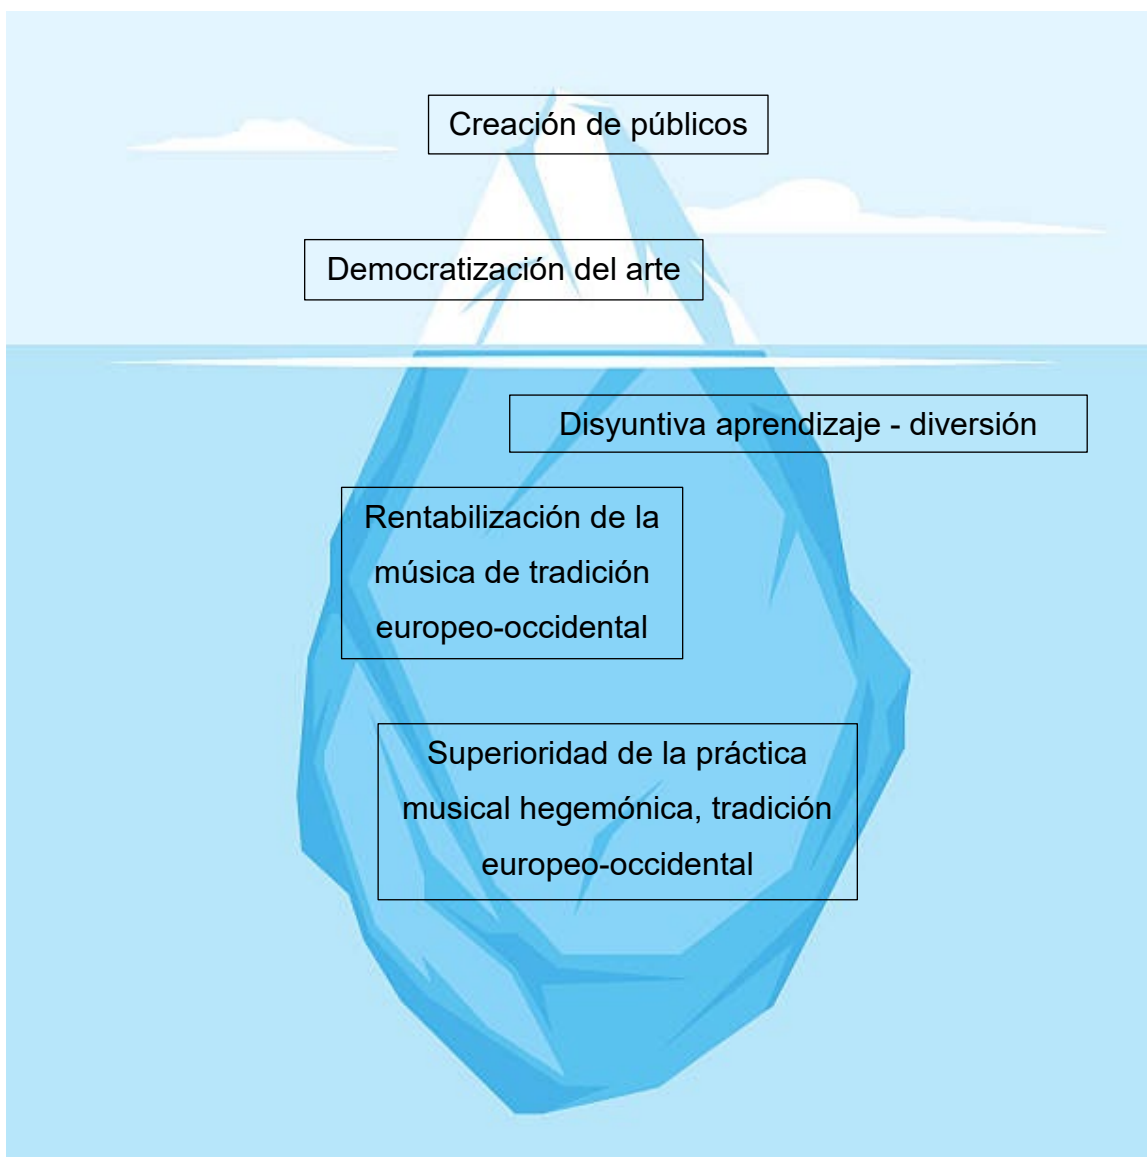 Creación de públicos
Democratización del arte
Disyuntiva aprendizaje - diversión
Rentabilización de la
música de tradición
europeo-occidental
Superioridad de la práctica
musical hegemónica, tradición
europeo-occidental